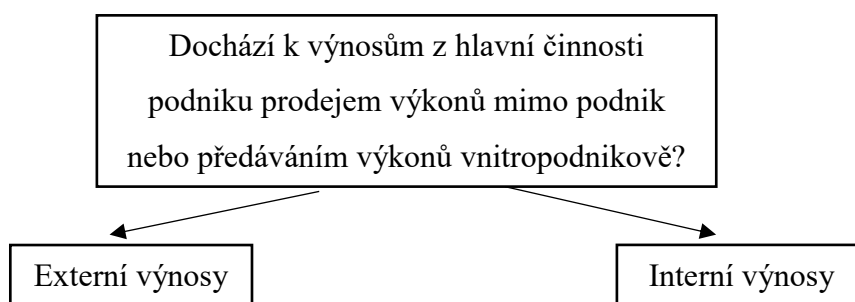 Dochází k výnosům z hlavní činnosti
podniku prodejem výkonů mimo podnik
nebo předáváním výkonů vnitropodnikově?
Externí výnosy
Interní výnosy